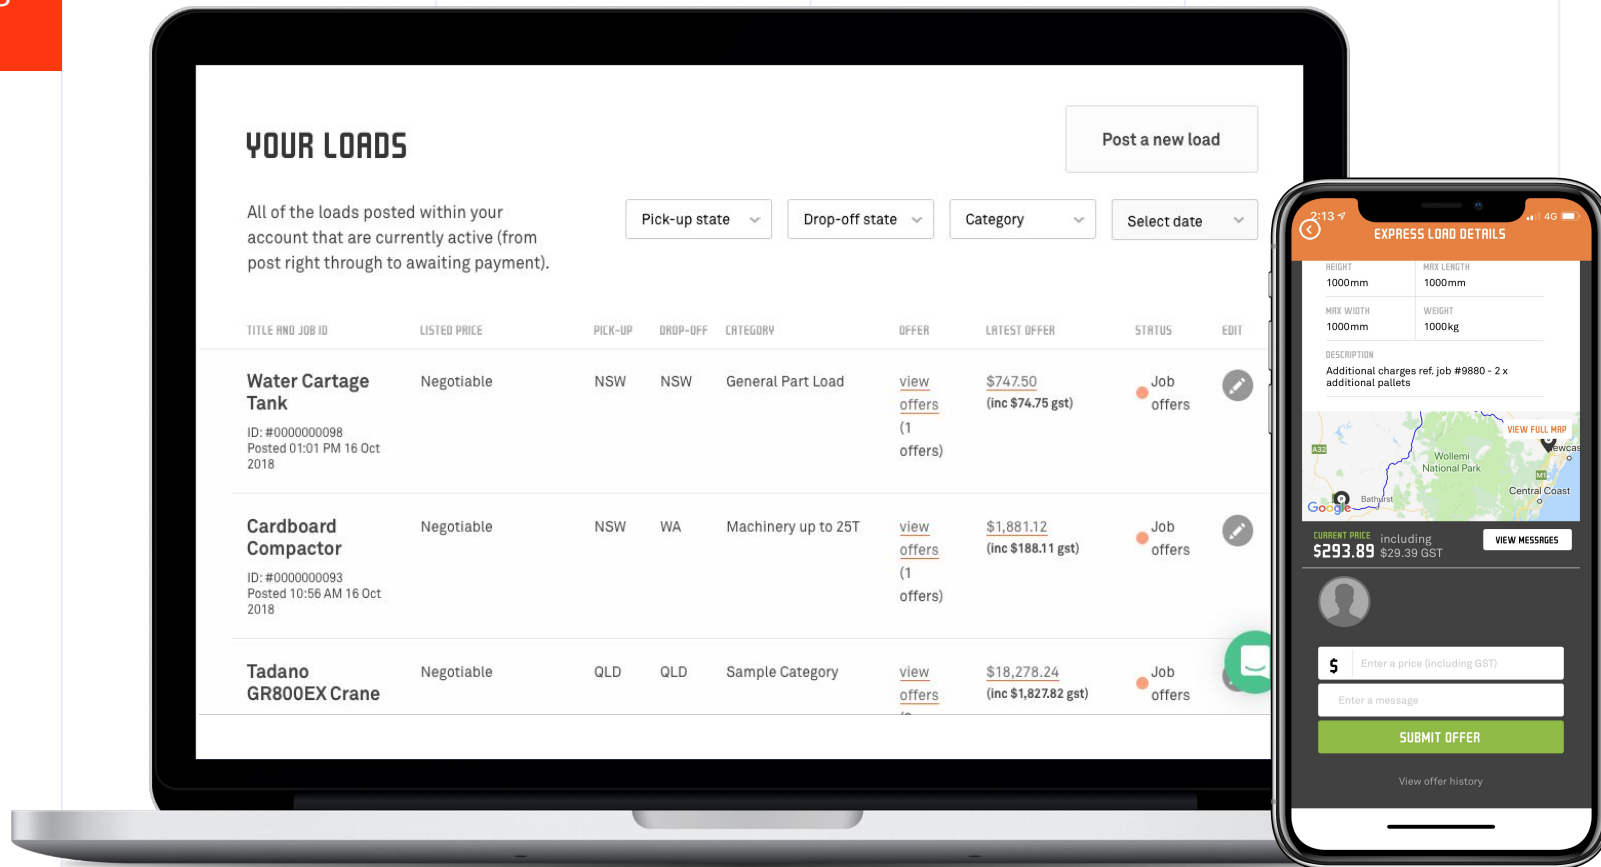 YOUR LOADS
Post a new load
All of the loads posted within your
account that are currently active (from
post right through to awaiting payment).
Pick-up state
Drop-off state
Category
Select date
TITLE AND JOB ID LISTED PRICE PICK-UP DROP-OFF CATEGORY OFFER LATEST OFFER STATUS EDIT
Water Cartage
Tank
ID: #0000000098
Posted 01:01 PM 16 Oct
2018
Negotiable
NSW
NSW
General Part Load
view
offers
(1
offers)
$747.50
(inc $74.75 gst)
Job
offers
Cardboard
Compactor
ID: #0000000093
Posted 10:56 AM 16 Oct
2018
Negotiable
NSW
WA
Machinery up to 25T
view
offers
(1
offers)
$1,881.12
(inc $188.11 gst)
Job
offers
Tadano
GR800EX Crane
Negotiable
QLD
QLD
Sample Category
view
offers
$18,278.24
(inc $1,827.82 gst)
Job
offers
2:13
4G
EXPRESS LOAD DETAILS
HEIGHT
1000mm
MAX LENGTH
1000mm
MAX WIDTH
1000mm
WEIGHT
1000kg
DESCRIPTION
Additional charges ref. job #9880 - 2 x
additional pallets
VIEW FULL MAP
A32
Wollemi
National Park
ewcas
M1
Central Coast
Bathurst
Google
CURRENT PRICE
$293.89
including
$29.39 GST
VIEW MESSAGES
$
Enter a price (including GST)
Enter a message
SUBMIT OFFER
View offer history